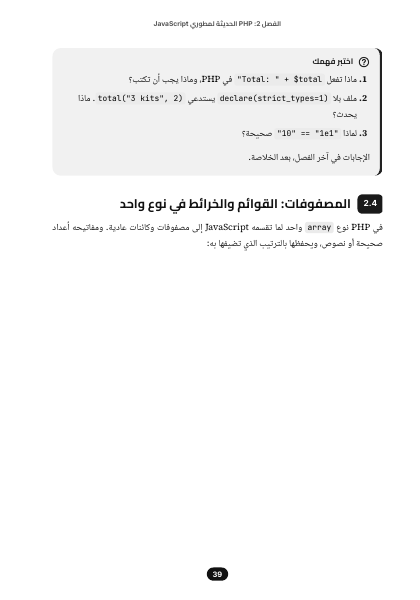 الفصل 2: PHP الحديثة لمطوري JavaScript
اختبر فهمك
1. ماذا تفعل "Total: " + $total في PHP، وماذا يجب أن تكتب؟
2. ملف بلا declare(strict_types=1) يستدعي total("3 kits", 2). ماذا
يحدث؟
3. لماذا "10" == "1e1" صحيحة؟
الإجابات في آخر الفصل، بعد الخلاصة.
2.4 المصفوفات: القوائم والخرائط في نوع واحد
في PHP نوع array واحد لما تقسمه JavaScript إلى مصفوفات وكائنات عادية. ومفاتيحه أعداد
صحيحة أو نصوص، ويحفظها بالترتيب الذي تضيفها به:
39